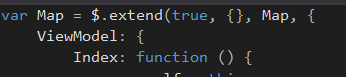 var Map = $.extend(true, {}, Map, {
ViewModel: {
Index: function () {